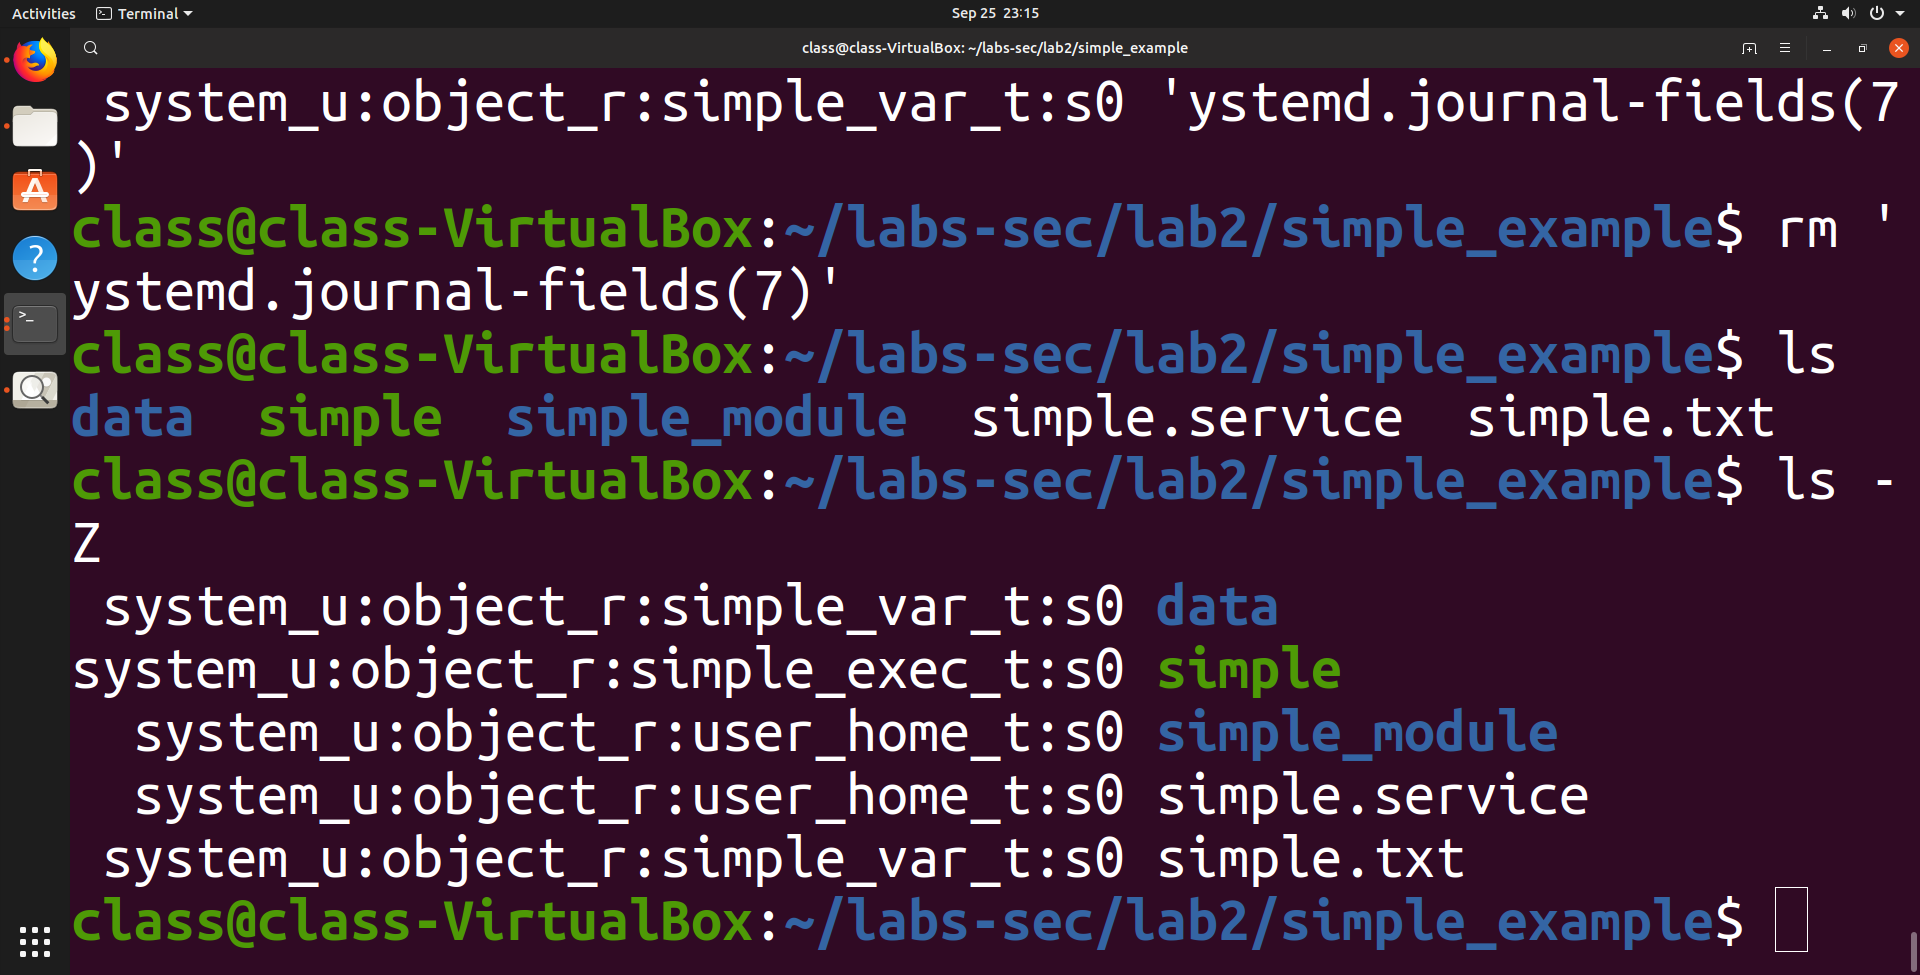 Activities Terminal Sep 25 23:15
class@class-VirtualBox: ~/labs-sec/lab2/simple_example
system_u:object_r:simple_var_t:s0 'ystemd.journal-fields(7
)'
class@class-VirtualBox:~/labs-sec/lab2/simple_example$ rm '
ystemd.journal-fields(7)'
class@class-VirtualBox:~/labs-sec/lab2/simple_example$ ls
data simple simple_module simple.service simple.txt
class@class-VirtualBox:~/labs-sec/lab2/simple_example$ ls -
Z
system_u:object_r:simple_var_t:s0 data
system_u:object_r:simple_exec_t:s0 simple
system_u:object_r:user_home_t:s0 simple_module
system_u:object_r:user_home_t:s0 simple.service
system_u:object_r:simple_var_t:s0 simple.txt
class@class-VirtualBox:~/labs-sec/lab2/simple_example$